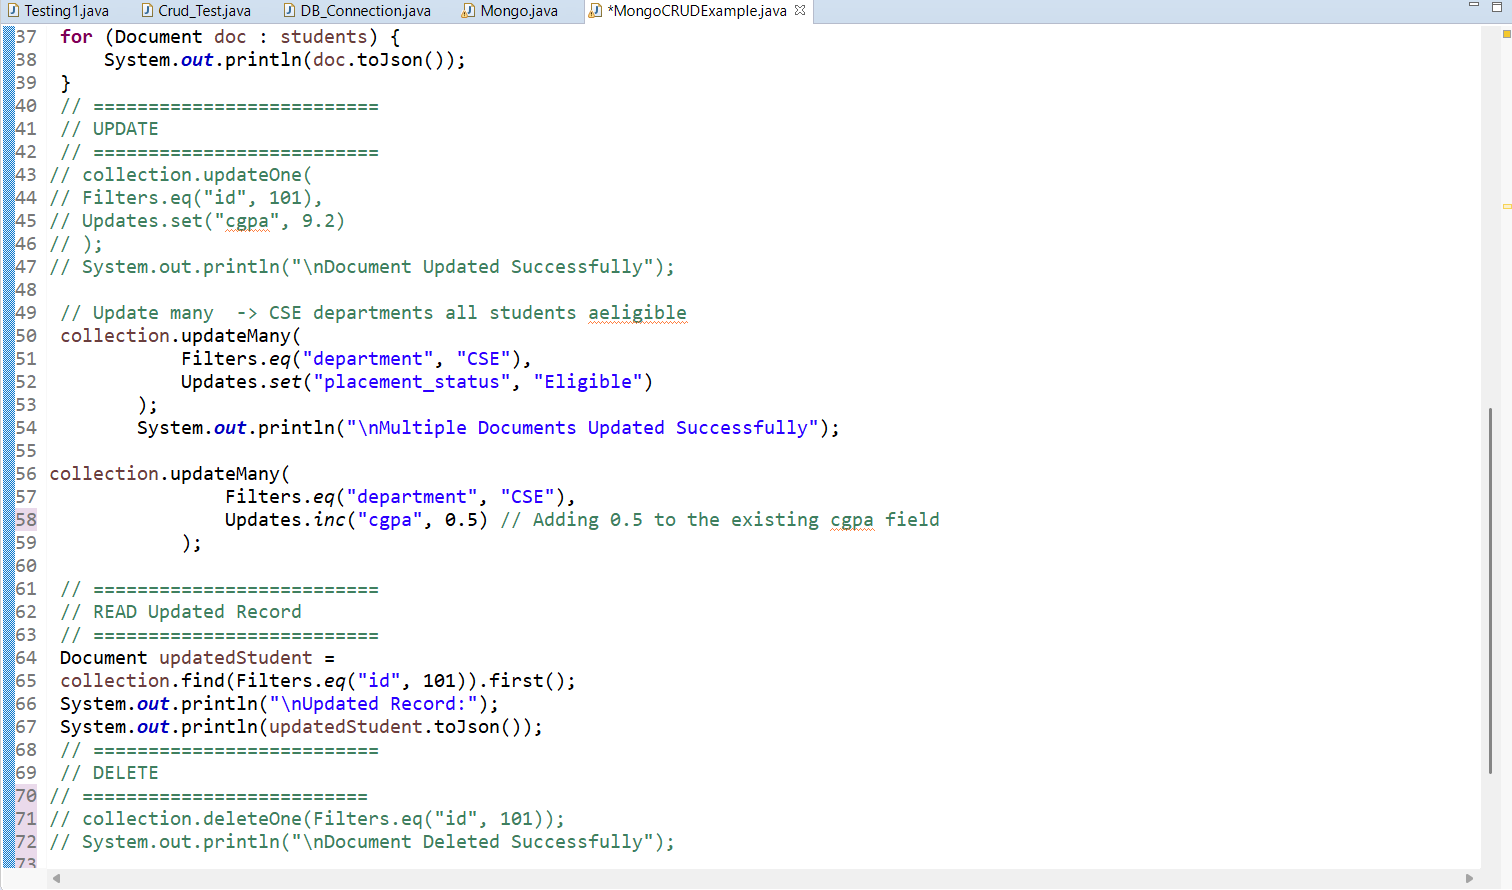 Testing1.java Crud_Test.java DB_Connection.java Mongo.java *MongoCRUDExample.java
37 for (Document doc : students) {
38 System.out.println(doc.toJson());
39 }
40 // ==========================
41 // UPDATE
42 // ==========================
43 // collection.updateOne(
44 // Filters.eq("id", 101),
45 // Updates.set("cgpa", 9.2)
46 // );
47 // System.out.println("\nDocument Updated Successfully");
48
49 // Update many  -> CSE departments all students aeligible
50 collection.updateMany(
51 Filters.eq("department", "CSE"),
52 Updates.set("placement_status", "Eligible")
53 );
54 System.out.println("\nMultiple Documents Updated Successfully");
55
56 collection.updateMany(
57 Filters.eq("department", "CSE"),
58 Updates.inc("cgpa", 0.5) // Adding 0.5 to the existing cgpa field
59 );
60
61 // ==========================
62 // READ Updated Record
63 // ==========================
64 Document updatedStudent =
65 collection.find(Filters.eq("id", 101)).first();
66 System.out.println("\nUpdated Record:");
67 System.out.println(updatedStudent.toJson());
68 // ==========================
69 // DELETE
70 // ==========================
71 // collection.deleteOne(Filters.eq("id", 101));
72 // System.out.println("\nDocument Deleted Successfully");
73